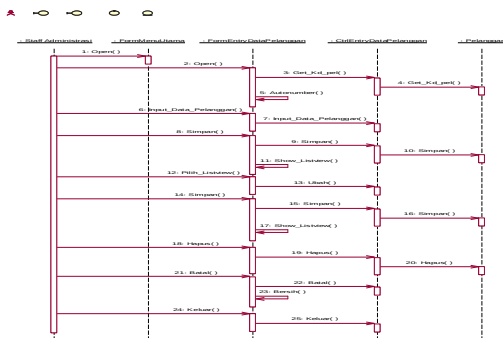 : Staff Administrasi
: FormMenuUtama
: FormEntryDataPelanggan
: CtrlEntryDataPelanggan
: Pelanggan
1: Open( )
2: Open( )
3: Get_Kd_pel( )
4: Get_Kd_pel( )
5: Autonumber( )
6: Input_Data_Pelanggan( )
7: Input_Data_Pelanggan( )
8: Simpan( )
9: Simpan( )
10: Simpan( )
11: Show_Listview( )
12: Pilih_Listview( )
13: Ubah( )
14: Simpan( )
15: Simpan( )
16: Simpan( )
17: Show_Listview( )
18: Hapus( )
19: Hapus( )
20: Hapus( )
21: Batal( )
22: Batal( )
23: Bersih( )
24: Keluar( )
25: Keluar( )